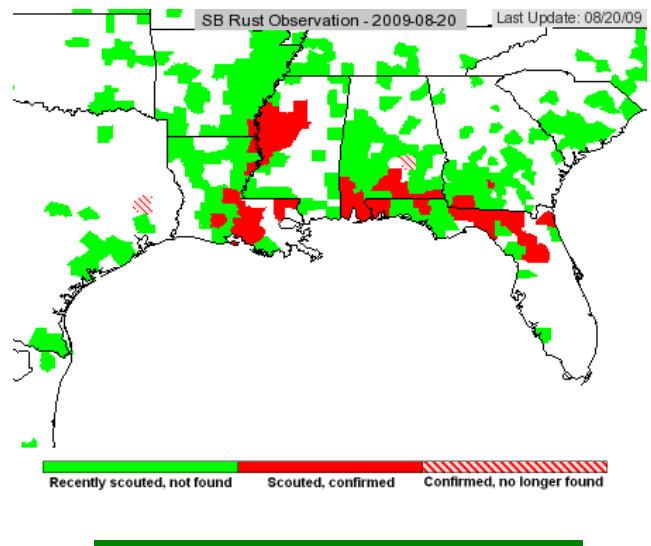 SB Rust Observation - 2009-08-20 Last Update: 08/20/09
Recently scouted, not found Scouted, confirmed Confirmed, no longer found